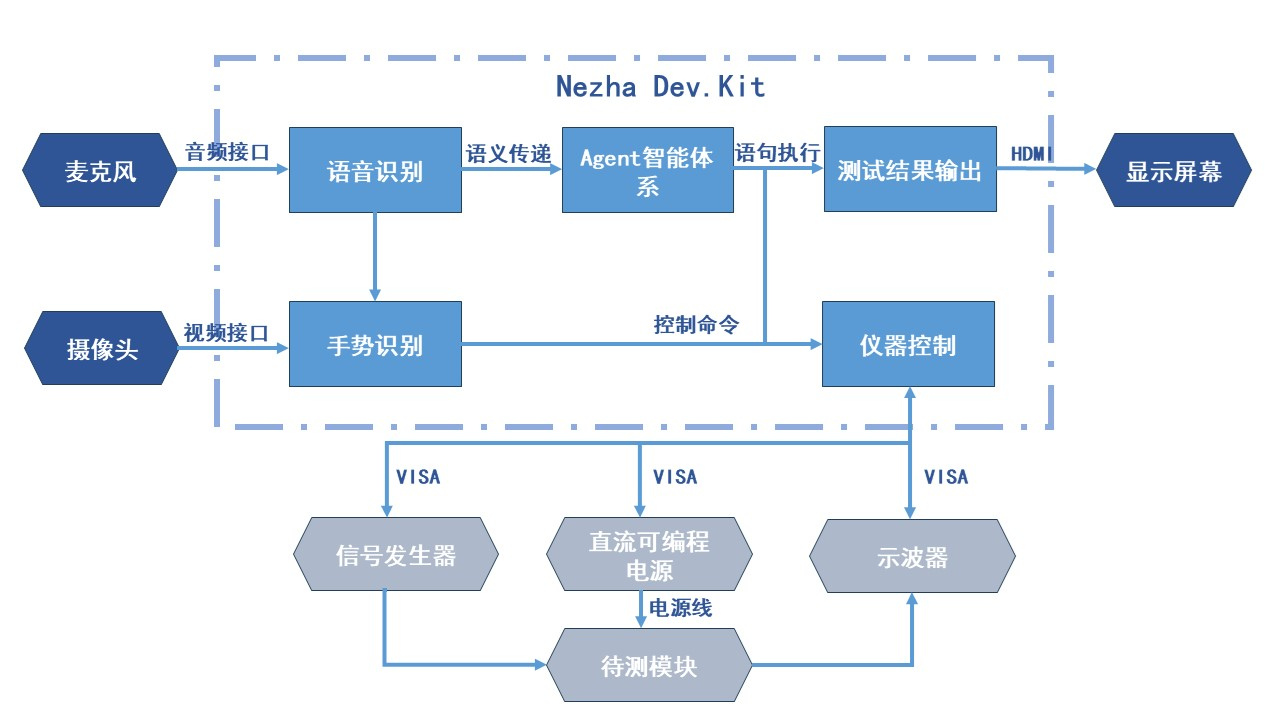 Nezha Dev.Kit
麦克风
音频接口
语音识别
语义传递
Agent智能体
系
语句执行
测试结果输出
HDMI
显示屏幕
摄像头
视频接口
手势识别
控制命令
仪器控制
VISA
VISA
VISA
信号发生器
直流可编程
电源
示波器
电源线
待测模块